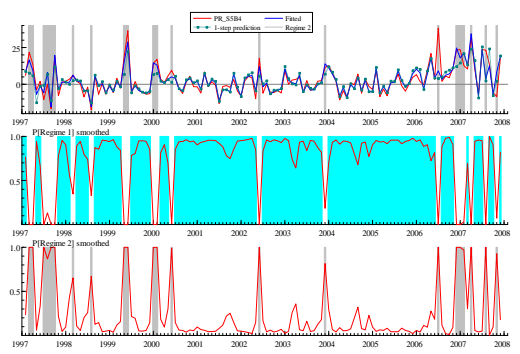 PR_S5B4 Fitted
1-step prediction Regime 2
25
0
1997 1998 1999 2000 2001 2002 2003 2004 2005 2006 2007 2008
P[Regime 1] smoothed
1.0
0.5
1997 1998 1999 2000 2001 2002 2003 2004 2005 2006 2007 2008
P[Regime 2] smoothed
1.0
0.5
1997 1998 1999 2000 2001 2002 2003 2004 2005 2006 2007 2008